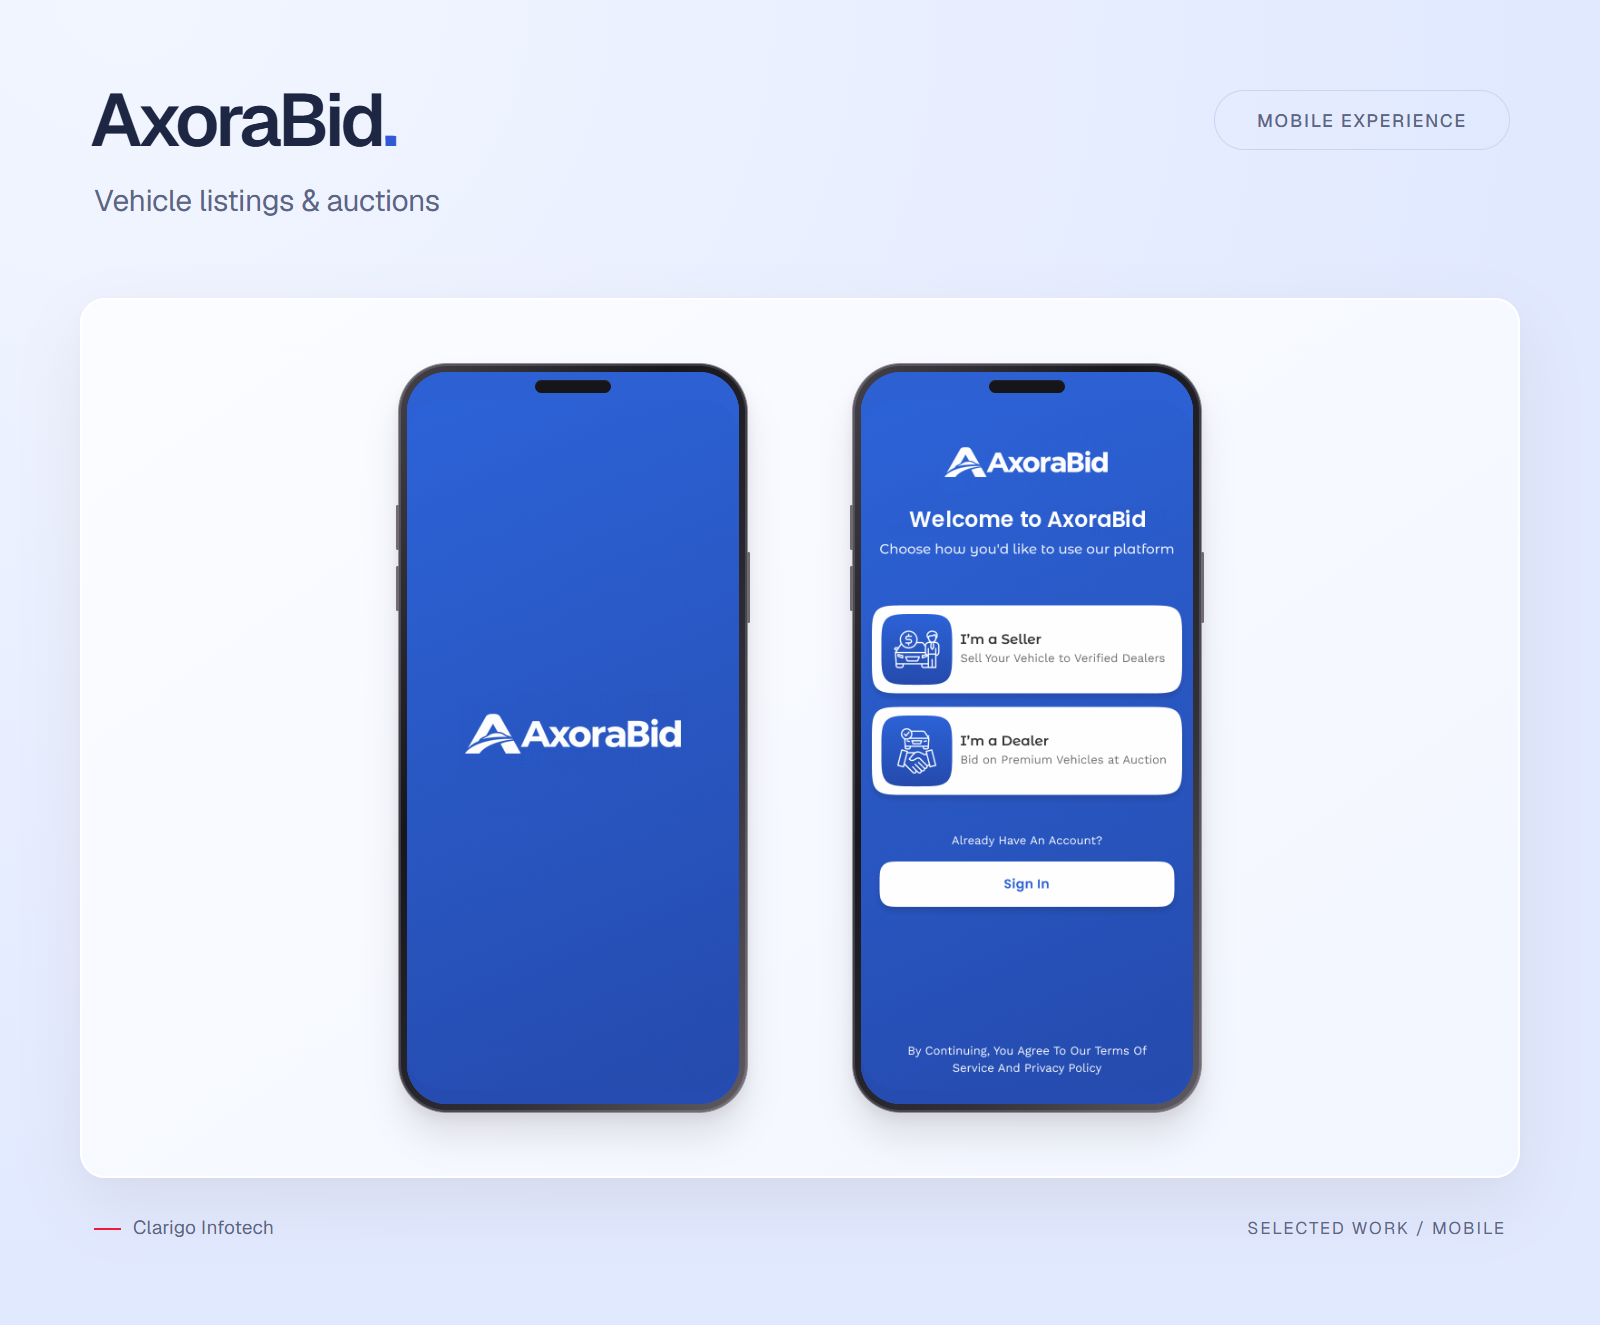 AxoraBid.
MOBILE EXPERIENCE
Vehicle listings & auctions
AxoraBid
AxoraBid
Welcome to AxoraBid
Choose how you'd like to use our platform
I'm a Seller
Sell Your Vehicle to Verified Dealers
I'm a Dealer
Bid on Premium Vehicles at Auction
Already Have An Account?
Sign In
By Continuing, You Agree To Our Terms Of
Service And Privacy Policy
Clarigo Infotech
SELECTED WORK / MOBILE